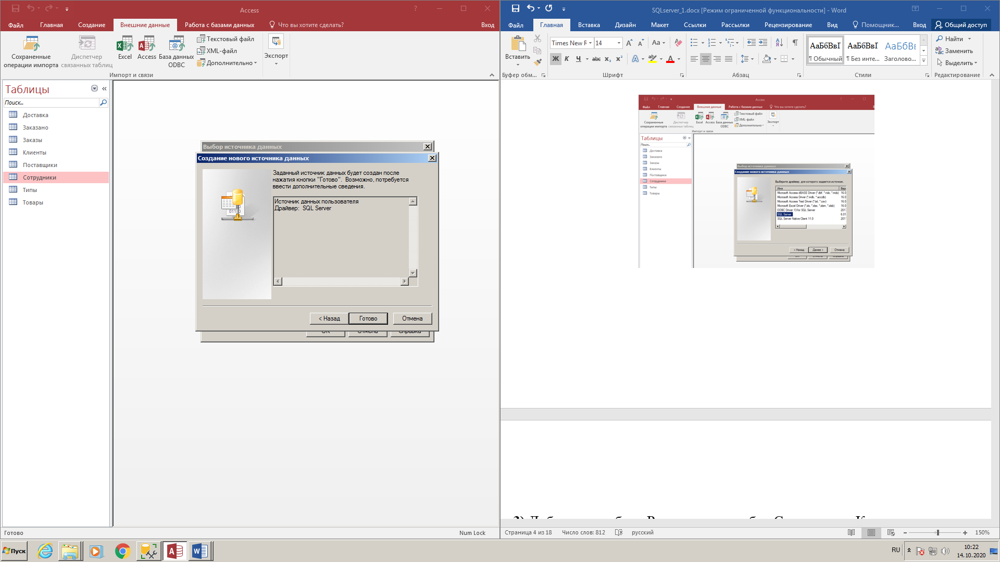 Access
Файл
Главная
Создание
Внешние данные
Работа с базами данных
Что вы хотите сделать?
Вход
Сохраненные
операции импорта
Диспетчер
связанных таблиц
Excel
Access
База данных
ODBC
Текстовый файл
XML-файл
Дополнительно
Экспорт
Импорт и связи
Таблицы
Поиск...
Доставка
Заказано
Заказы
Клиенты
Поставщики
Сотрудники
Типы
Товары
Выбор источника данных
Создание нового источника данных
Заданный источник данных будет создан после
нажатия кнопки "Готово". Возможно, потребуется
ввести дополнительные сведения.
Источник данных пользователя
Драйвер: SQL Server
< Назад
Готово
Отмена
ОК
Отмена
Справка
Готово
Num Lock
SQLserver_1.docx [Режим ограниченной функциональности] - Word
Файл
Главная
Вставка
Дизайн
Макет
Ссылки
Рассылки
Рецензирование
Вид
Помощник...
Вход
Общий доступ
Вставить
Буфер обм...
Times New F
14
Ж К Ч abc x₂ x²
Шрифт
Абзац
АаБбВвГ
¶ Обычный
АаБбВвГ
¶ Без инте...
АаБбВв
Заголово...
Стили
Найти
Заменить
Выделить
Редактирование
Access
Файл
Главная
Создание
Внешние данные
Работа с базами данных
Что вы хотите сделать?
Сохраненные
операции импорта
Диспетчер
связанных таблиц
Excel
Access
База данных
ODBC
Текстовый файл
XML-файл
Дополнительно
Экспорт
Импорт и связи
Таблицы
Поиск...
Доставка
Заказано
Заказы
Клиенты
Поставщики
Сотрудники
Типы
Товары
Выбор источника данных
Создание нового источника данных
Выберите драйвер, для которого задается источник.
Имя
Microsoft Access dBASE Driver (*.dbf, *.ndx, *.mdx) 16.0
Microsoft Access Driver (*.mdb, *.accdb) 16.0
Microsoft Access Text Driver (*.txt, *.csv) 16.0
Microsoft Excel Driver (*.xls, *.xlsx, *.xlsm, *.xlsb) 16.0
ODBC Driver 13 for SQL Server 201
SQL Server 6.01
SQL Server Native Client 11.0 201
< Назад
Далее >
Отмена
Страница 4 из 18
Число слов: 812
русский
150%
Пуск
RU
10:22
14.10.2020